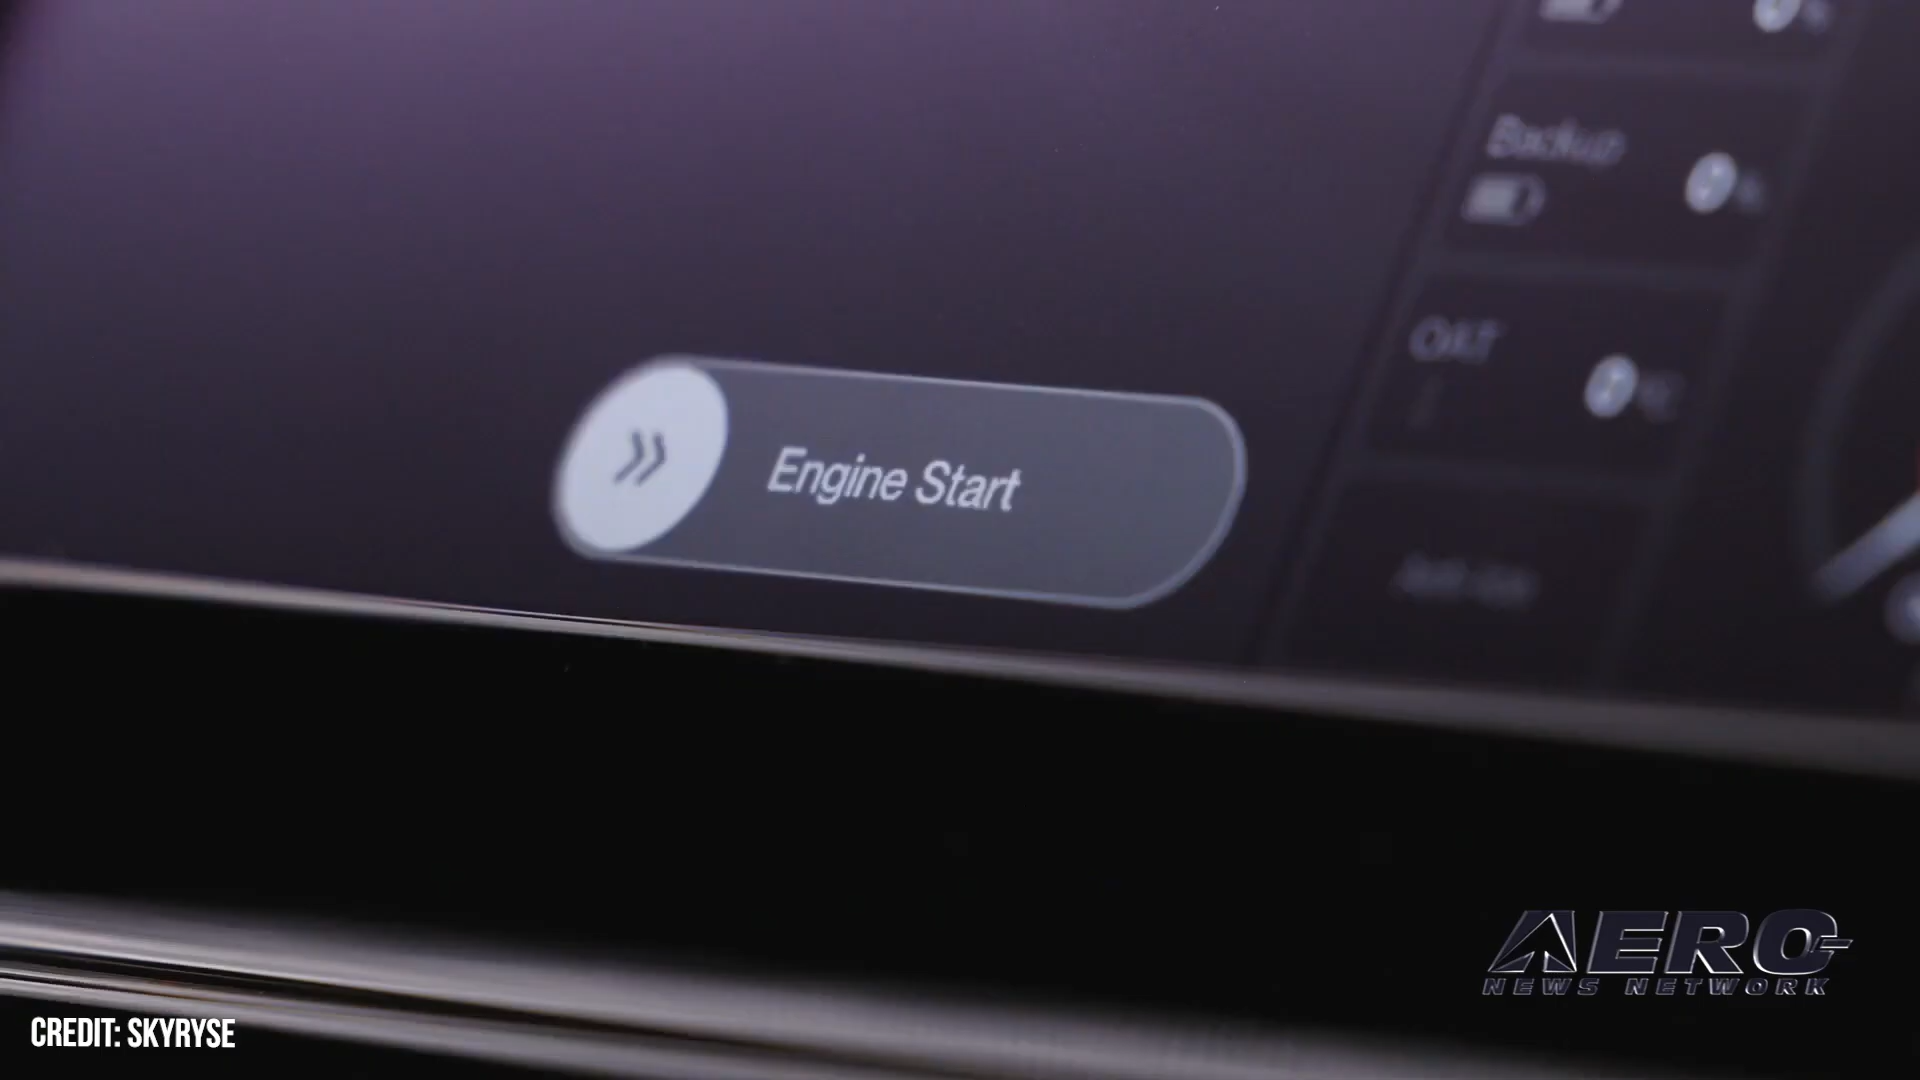 Backup
OAT
Engine Start
AERO
NEWS NETWORK
CREDIT: SKYRYSE